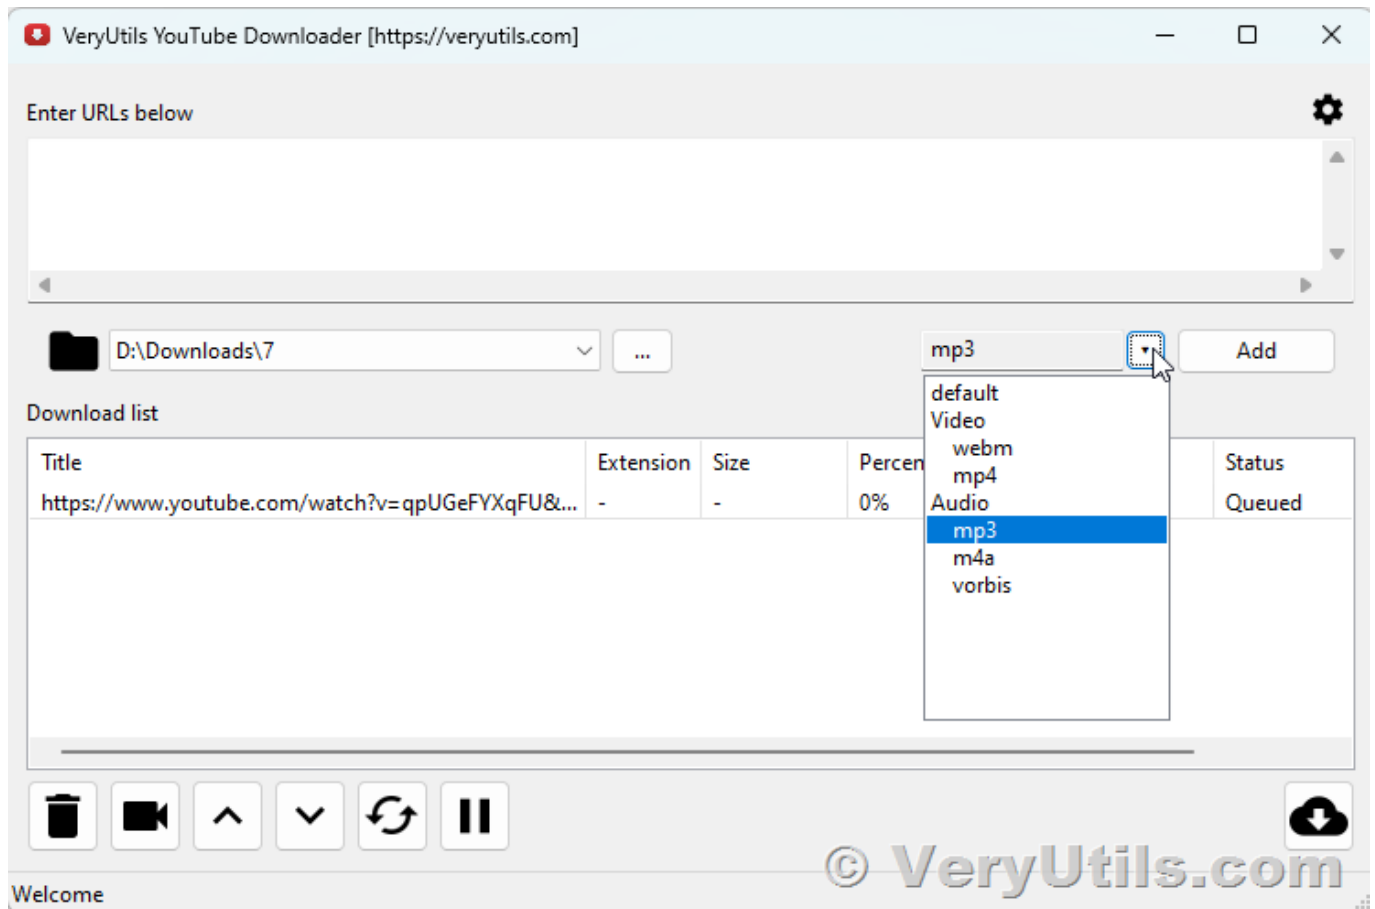 VeryUtils YouTube Downloader [https://veryutils.com]
Enter URLs below
D:\Downloads\7
...
mp3
Add
default
Video
webm
mp4
Audio
mp3
m4a
vorbis
Download list
Title Extension Size Percen Status
https://www.youtube.com/watch?v=qpUGeFYXqFU&... - - 0% Queued
© VeryUtils.com
Welcome